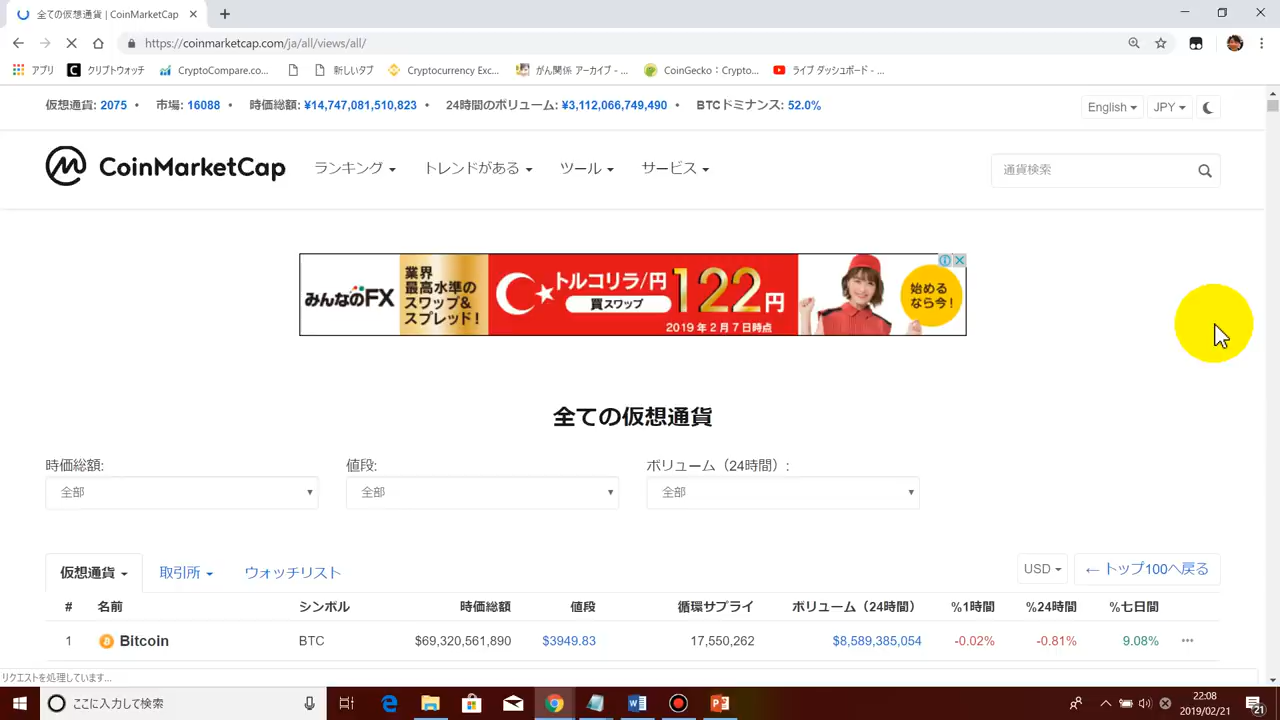 全ての仮想通貨 | CoinMarketCap
https://coinmarketcap.com/ja/all/views/all/
アプリ クリプトウォッチ CryptoCompare.co... 新しいタブ Cryptocurrency Exc... がん関係 アーカイブ - ... CoinGecko：Crypto... ライブ ダッシュボード - ...
仮想通貨: 2075 • 市場: 16088 • 時価総額: ¥14,747,081,510,823 • 24時間のボリューム: ¥3,112,066,749,490 • BTCドミナンス: 52.0%
English JPY
CoinMarketCap ランキング トレンドがある ツール サービス 通貨検索
みんなのFX
業界
最高水準の
スワップ&
スプレッド!
トルコリラ/円
買スワップ
122円
2019年2月7日時点
始める
なら今!
全ての仮想通貨
時価総額: 値段: ボリューム（24時間）:
全部 全部 全部
仮想通貨 取引所 ウォッチリスト USD ← トップ100へ戻る
# 名前 シンボル 時価総額 値段 循環サプライ ボリューム（24時間） %1時間 %24時間 %七日間
1 Bitcoin BTC $69,320,561,890 $3949.83 17,550,262 $8,589,385,054 -0.02% -0.81% 9.08% ...
リクエストを処理しています...
ここに入力して検索
22:08
2019/02/21
21